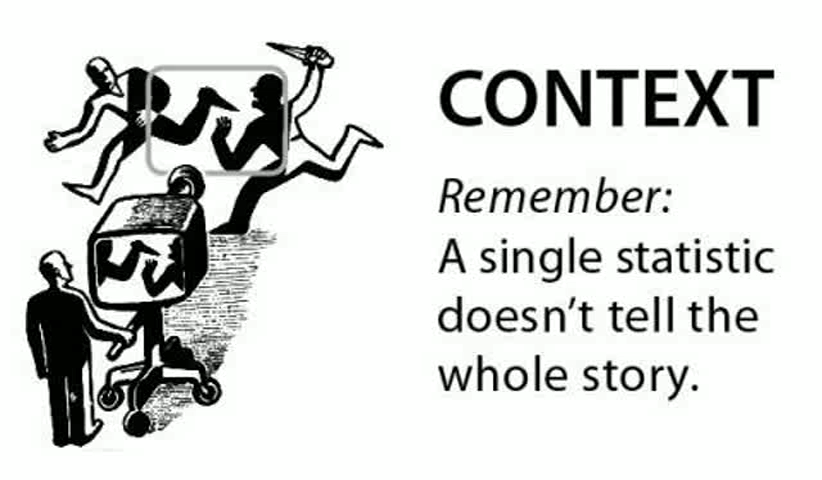 CONTEXT
Remember:
A single statistic
doesn't tell the
whole story.